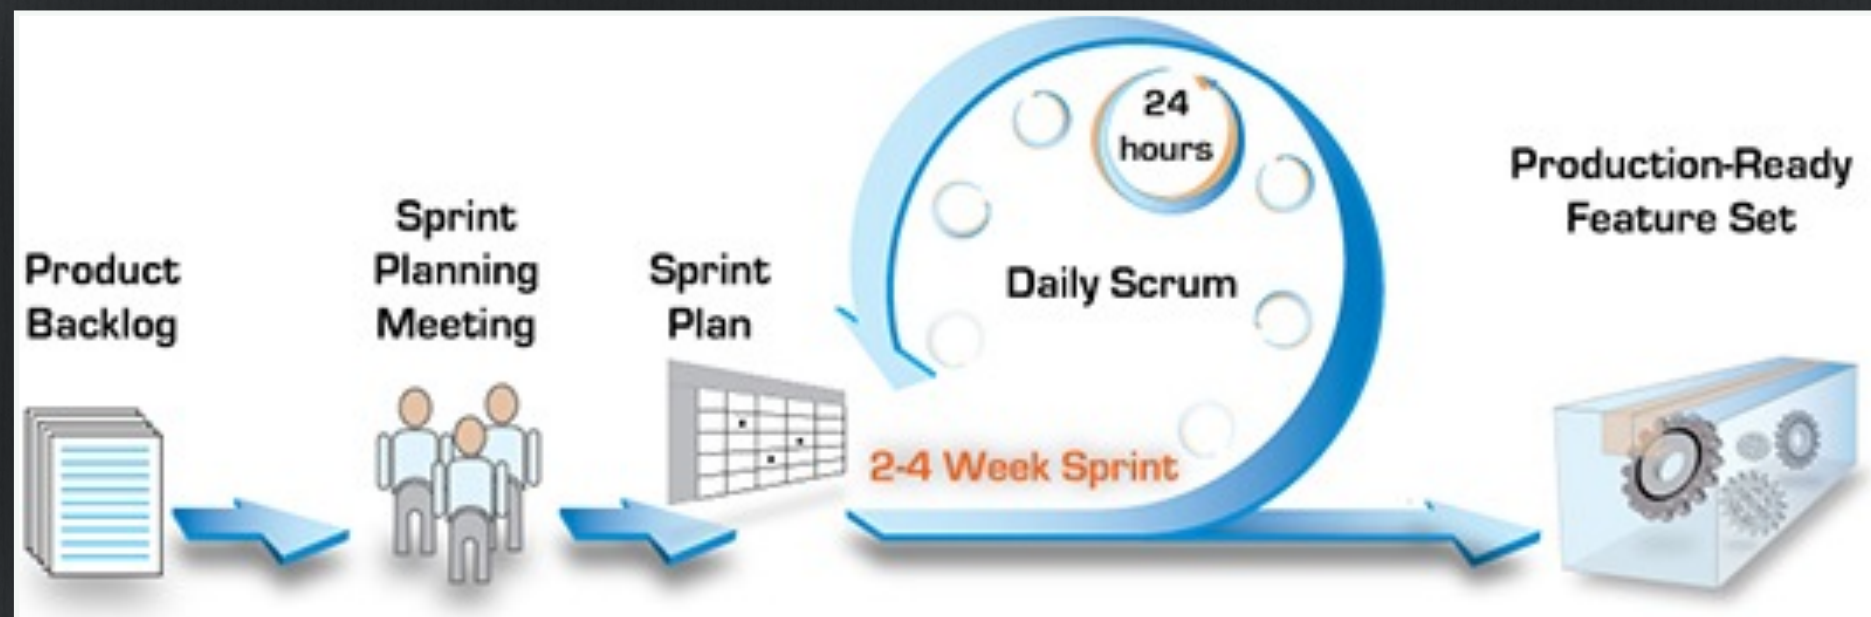 Product
Backlog
Sprint
Planning
Meeting
Sprint
Plan
24
hours
Daily Scrum
2-4 Week Sprint
Production-Ready
Feature Set